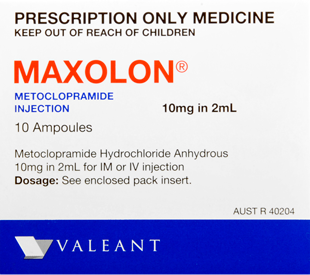 PRESCRIPTION ONLY MEDICINE
KEEP OUT OF REACH OF CHILDREN
MAXOLON®
METOCLOPRAMIDE
INJECTION 10mg in 2mL
10 Ampoules
Metoclopramide Hydrochloride Anhydrous
10mg in 2mL for IM or IV injection
Dosage: See enclosed pack insert.
AUST R 40204
VALEANT